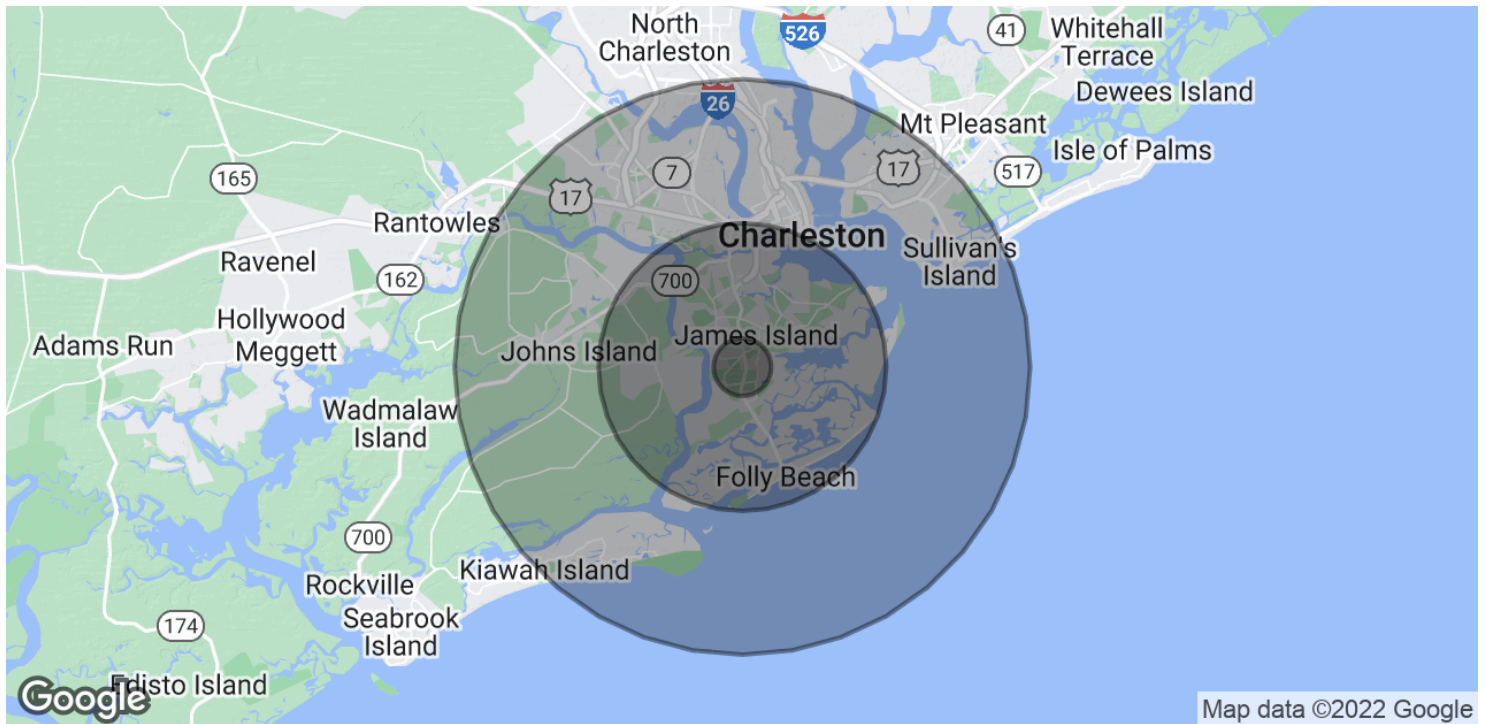 North
Charleston
526
41
Whitehall
Terrace
Dewees Island
26
Mt Pleasant
Isle of Palms
165
7
17
517
17
Rantowles
Charleston
Sullivan's
Island
Ravenel
162
700
Hollywood
James Island
Adams Run
Meggett
Johns Island
Wadmalaw
Island
Folly Beach
700
Kiawah Island
Rockville
Seabrook
Island
174
Edisto Island
Google
Map data ©2022 Google